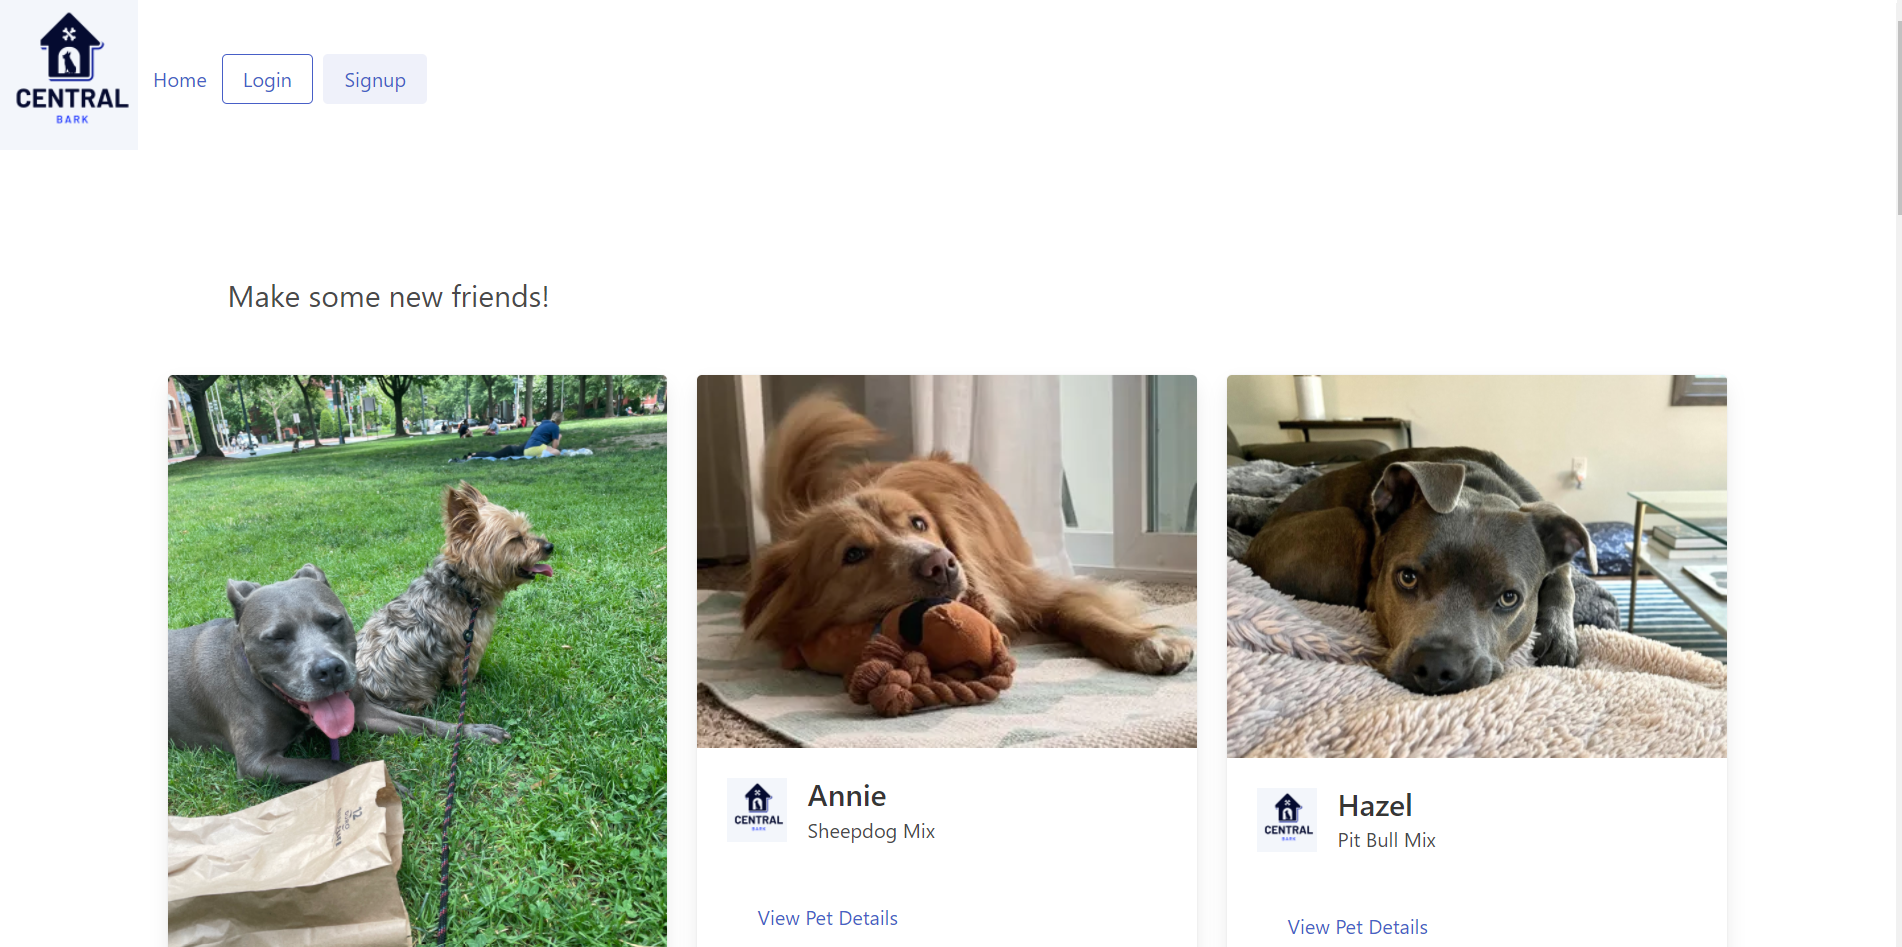 CENTRAL
BARK
Home
Login
Signup
Make some new friends!
CENTRAL
BARK
Annie
Sheepdog Mix
View Pet Details
CENTRAL
BARK
Hazel
Pit Bull Mix
View Pet Details